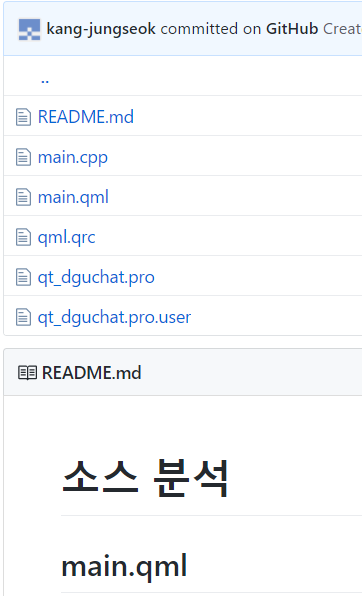 kang-jungseok committed on GitHub Create
..
README.md
main.cpp
main.qml
qml.qrc
qt_dguchat.pro
qt_dguchat.pro.user
README.md
소스 분석
main.qml